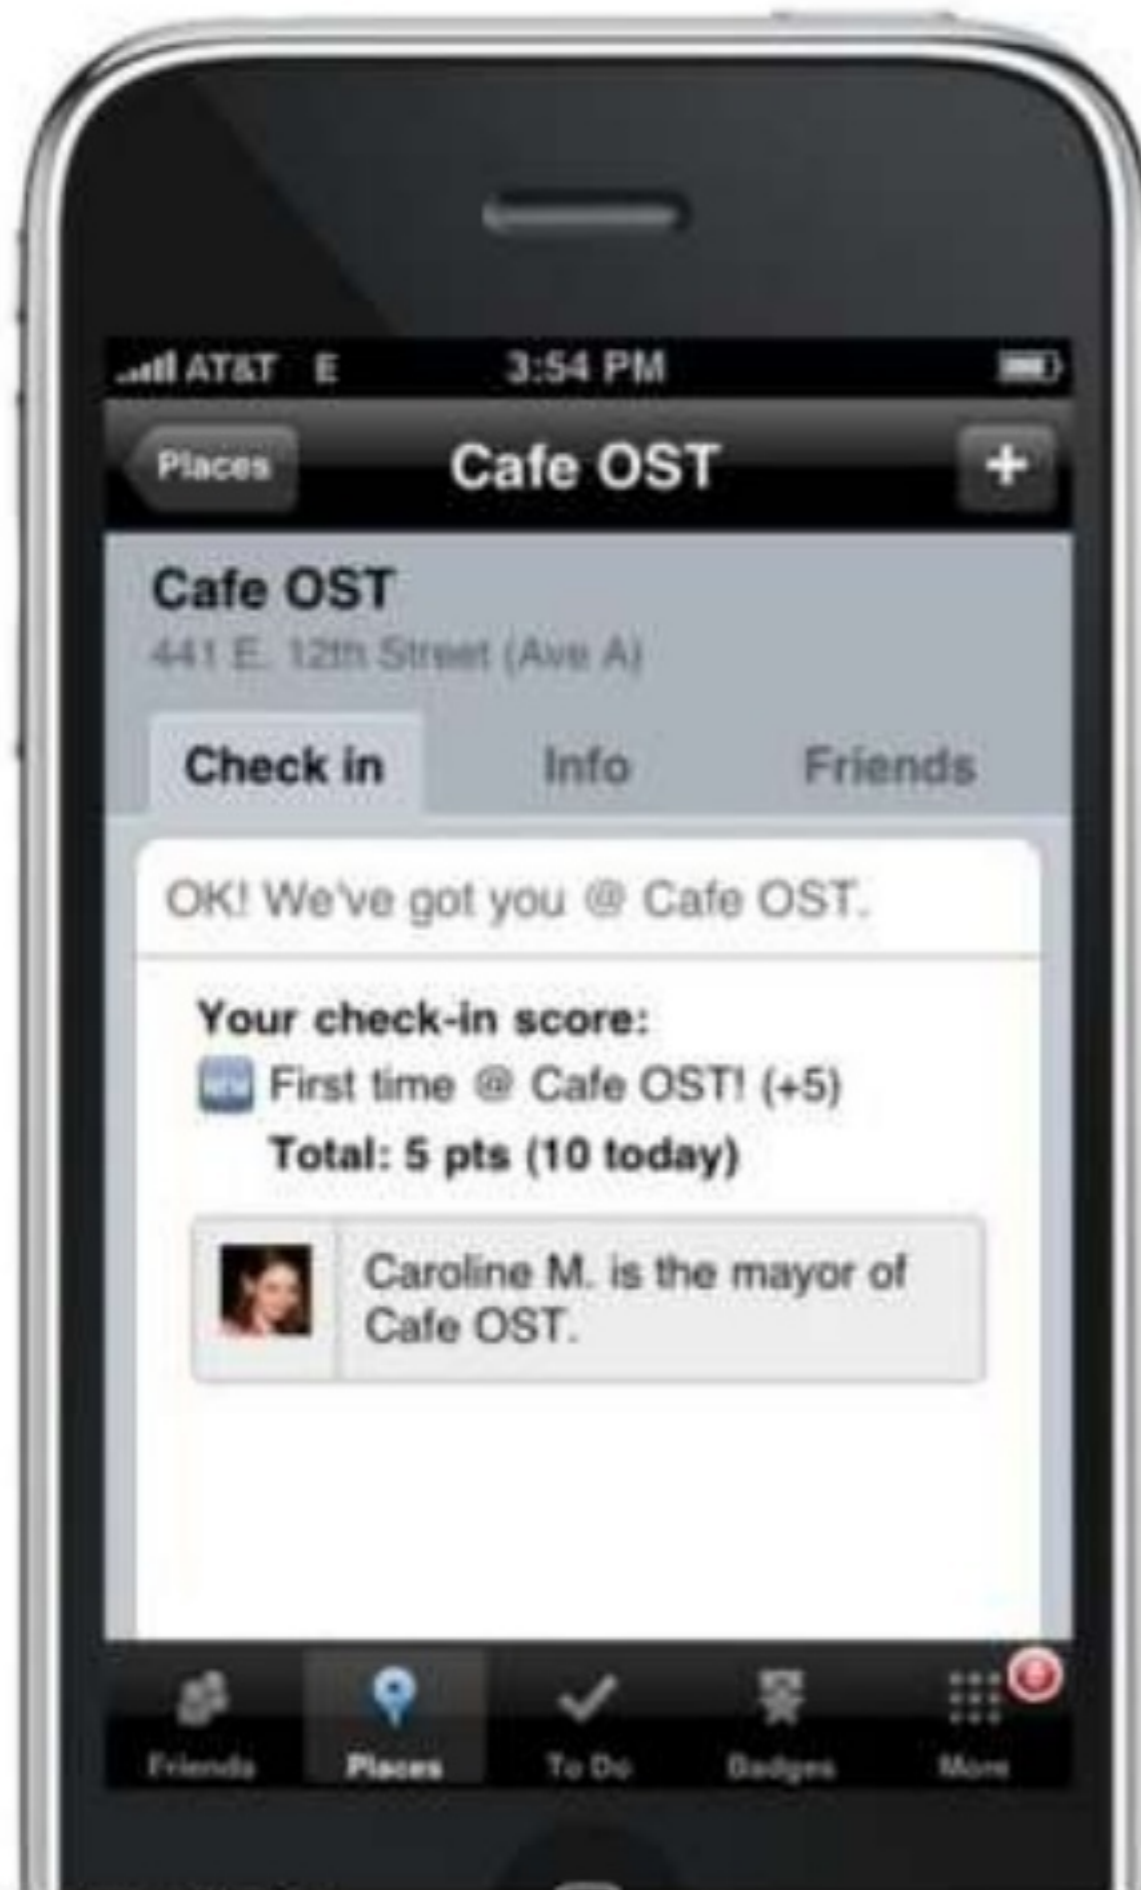 AT&T E 3:54 PM
Places Cafe OST +
Cafe OST
441 E. 12th Street (Ave A)
Check in Info Friends
OK! We've got you @ Cafe OST.
Your check-in score:
NEW First time @ Cafe OST! (+5)
Total: 5 pts (10 today)
Caroline M. is the mayor of
Cafe OST.
Friends Places To Do Badges More